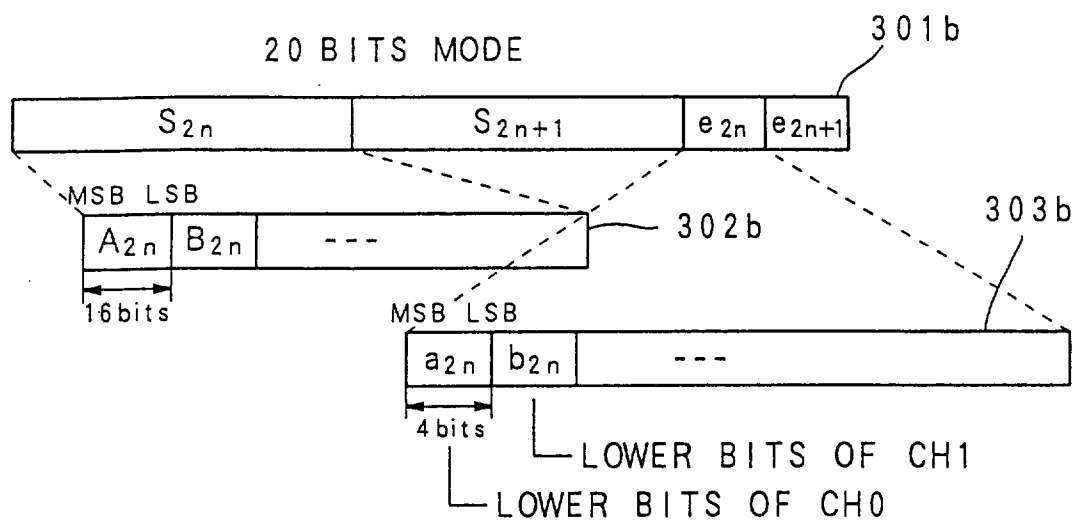 301b
20 BITS MODE
S2n S2n+1 e2n e2n+1
MSB LSB
302b
303b
A2n B2n ---
16bits
MSB LSB
a2n b2n ---
4bits
LOWER BITS OF CH1
LOWER BITS OF CH0